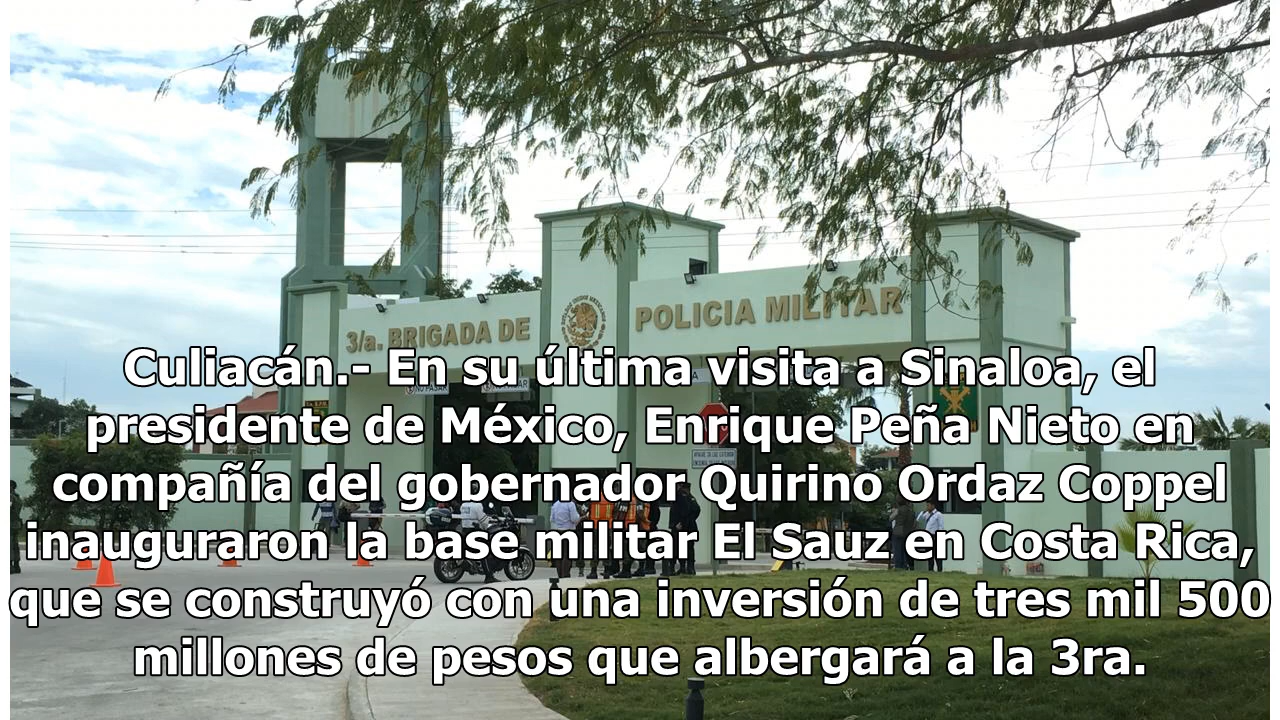 3/a. BRIGADA DE
POLICIA MILITAR
NO PASAR
Culiacán.- En su última visita a Sinaloa, el
presidente de México, Enrique Peña Nieto en
compañía del gobernador Quirino Ordaz Coppel
inauguraron la base militar El Sauz en Costa Rica,
que se construyó con una inversión de tres mil 500
millones de pesos que albergará a la 3ra.